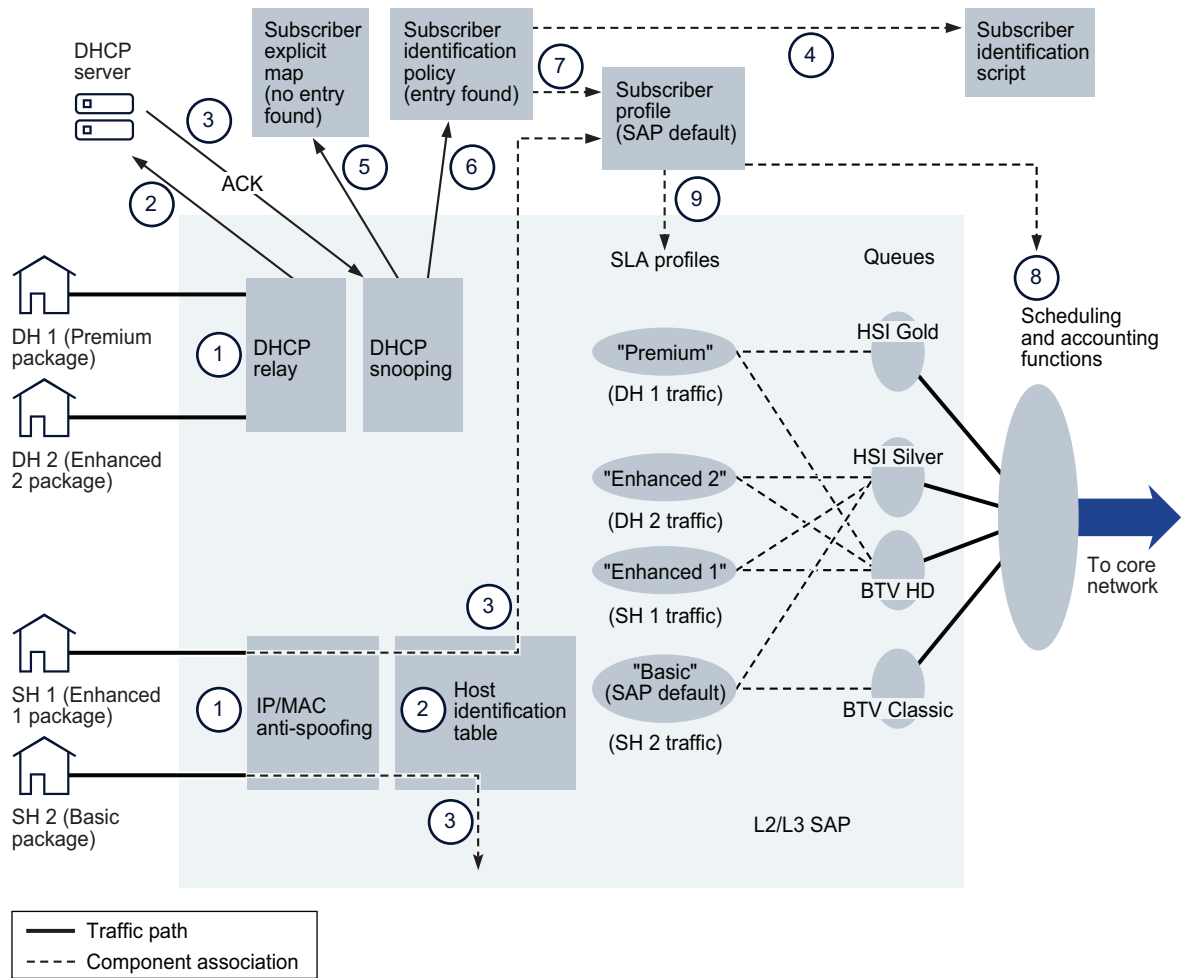 DHCP
server
Subscriber
explicit
map
(no entry
found)
Subscriber
identification
policy
(entry found)
Subscriber
profile
(SAP default)
Subscriber
identification
script
4
7
3
5
6
2
ACK
9
8
SLA profiles
Queues
Scheduling
and accounting
functions
DH 1 (Premium
package)
1
DHCP
relay
DHCP
snooping
DH 2 (Enhanced
2 package)
"Premium"
(DH 1 traffic)
"Enhanced 2"
(DH 2 traffic)
"Enhanced 1"
(SH 1 traffic)
"Basic"
(SAP default)
(SH 2 traffic)
HSI Gold
HSI Silver
BTV HD
BTV Classic
To core
network
3
SH 1 (Enhanced
1 package)
1
IP/MAC
anti-spoofing
2
Host
identification
table
SH 2 (Basic
package)
3
L2/L3 SAP
Traffic path
Component association